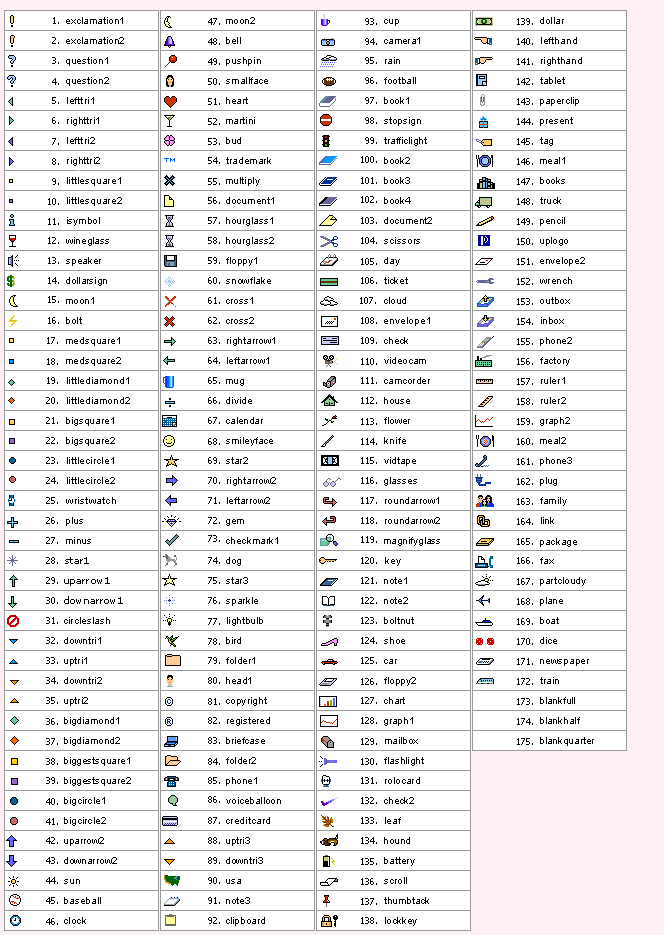 1. exclamation1
2. exclamation2
3. question1
4. question2
5. lefttri1
6. righttri1
7. lefttri2
8. righttri2
9. littlesquare1
10. littlesquare2
11. isymbol
12. wineglass
13. speaker
14. dollarsign
15. moon1
16. bolt
17. medsquare1
18. medsquare2
19. littlediamond1
20. littlediamond2
21. bigsquare1
22. bigsquare2
23. littlecircle1
24. littlecircle2
25. wristwatch
26. plus
27. minus
28. star1
29. uparrow1
30. downarrow1
31. circleslash
32. downtri1
33. uptri1
34. downtri2
35. uptri2
36. bigdiamond1
37. bigdiamond2
38. biggestsquare1
39. biggestsquare2
40. bigcircle1
41. bigcircle2
42. uparrow2
43. downarrow2
44. sun
45. baseball
46. clock
47. moon2
48. bell
49. pushpin
50. smallface
51. heart
52. martini
53. bud
TM
54. trademark
55. multiply
56. document1
57. hourglass1
58. hourglass2
59. floppy1
60. snowflake
61. cross1
62. cross2
63. rightarrow1
64. leftarrow1
65. mug
66. divide
67. calendar
68. smileyface
69. star2
70. rightarrow2
71. leftarrow2
72. gem
73. checkmark1
74. dog
75. star3
76. sparkle
77. lightbulb
78. bird
79. folder1
80. head1
81. copyright
82. registered
83. briefcase
84. folder2
85. phone1
86. voiceballoon
87. creditcard
88. uptri3
89. downtri3
90. usa
91. note3
92. clipboard
93. cup
94. camera1
95. rain
96. football
97. book1
98. stopsign
99. trafficlight
100. book2
101. book3
102. book4
103. document2
104. scissors
105. day
106. ticket
107. cloud
108. envelope1
109. check
110. videocam
111. camcorder
112. house
113. flower
114. knife
115. vidtape
116. glasses
117. roundarrow1
118. roundarrow2
119. magnifyglass
120. key
121. note1
122. note2
123. boltnut
124. shoe
125. car
126. floppy2
127. chart
128. graph1
129. mailbox
130. flashlight
131. rolocard
132. check2
133. leaf
134. hound
135. battery
136. scroll
137. thumbtack
138. lockkey
139. dollar
140. lefthand
141. righthand
142. tablet
143. paperclip
144. present
145. tag
146. meal1
147. books
148. truck
149. pencil
150. uplogo
151. envelope2
152. wrench
153. outbox
154. inbox
155. phone2
156. factory
157. ruler1
158. ruler2
159. graph2
160. meal2
161. phone3
162. plug
163. family
164. link
165. package
166. fax
167. partcloudy
168. plane
169. boat
170. dice
171. newspaper
172. train
173. blankfull
174. blankhalf
175. blankquarter